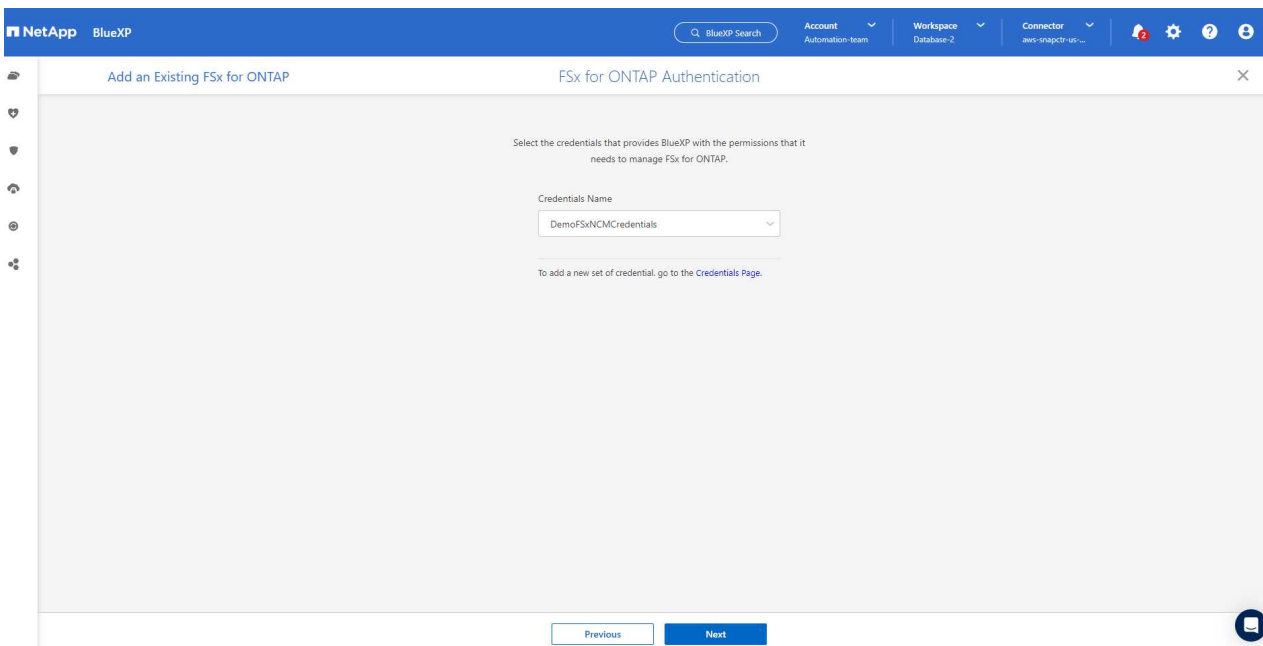 NetApp BlueXP
BlueXP Search
Account
Automation-team
Workspace
Database-2
Connector
aws-snapctr-us-...
2
Add an Existing FSx for ONTAP
FSx for ONTAP Authentication
Select the credentials that provides BlueXP with the permissions that it
needs to manage FSx for ONTAP.
Credentials Name
DemoFSxNCMCredentials
To add a new set of credential. go to the Credentials Page.
Previous
Next